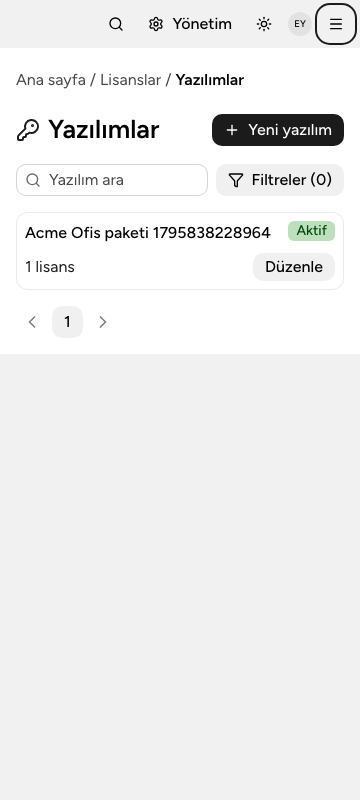 Yönetim
EY
Ana sayfa / Lisanslar / Yazılımlar
Yazılımlar
Yeni yazılım
Yazılım ara
Filtreler (0)
Acme Ofis paketi 1795838228964
Aktif
1 lisans
Düzenle
1